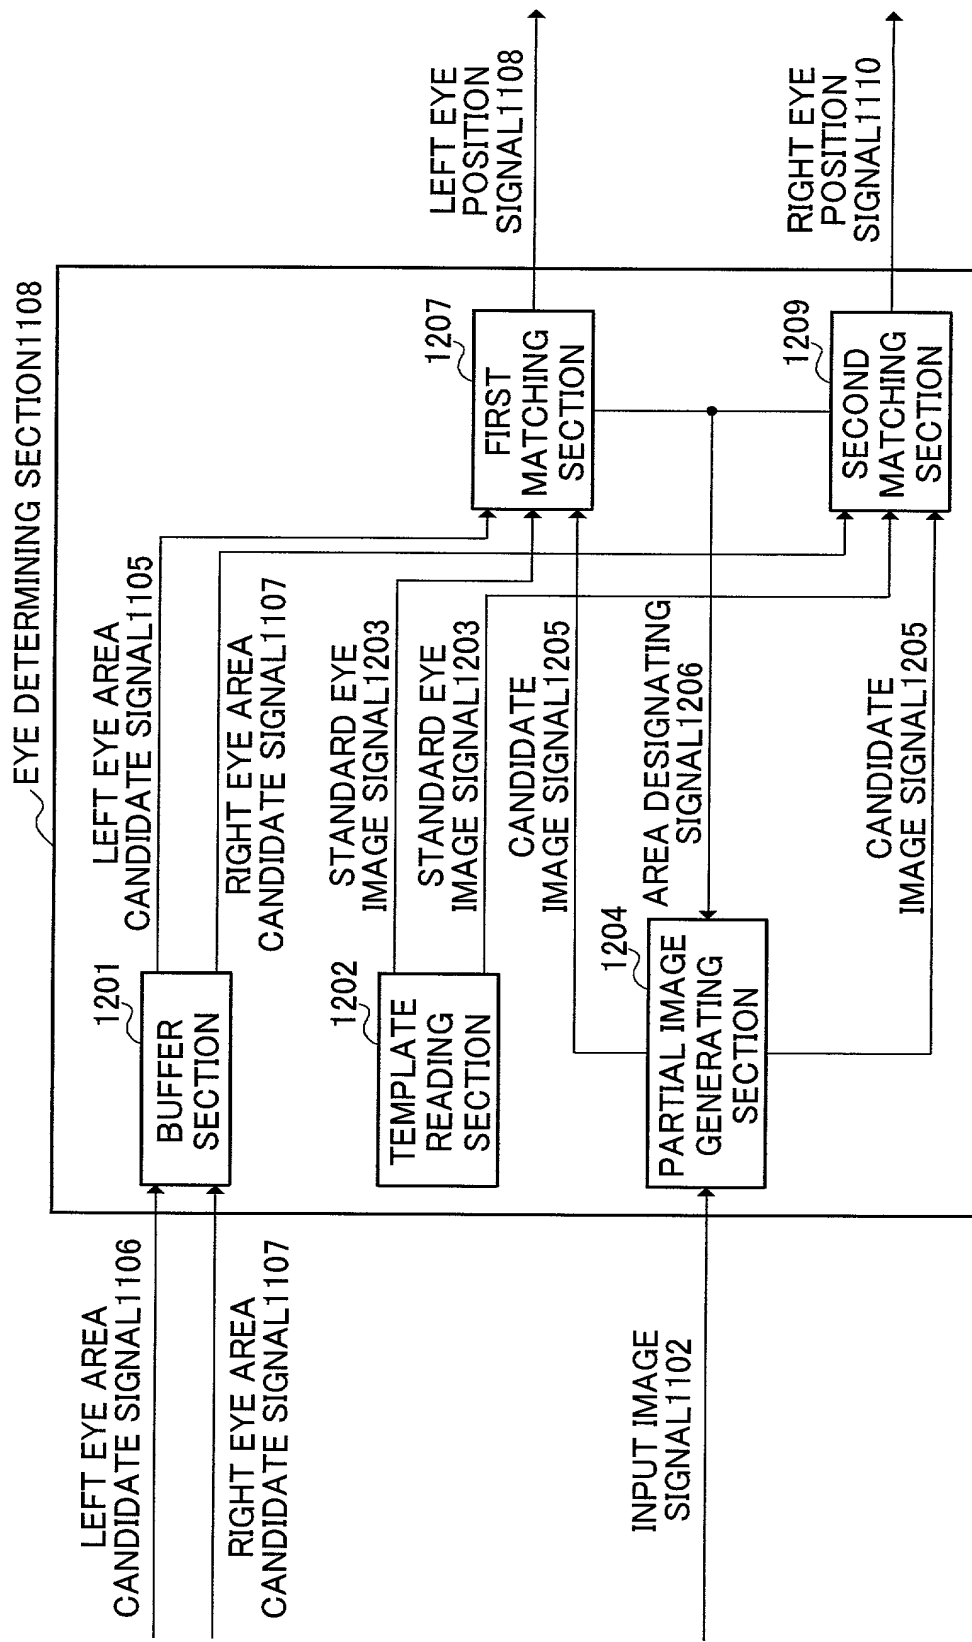 EYE DETERMINING SECTION1108
LEFT EYE AREA
CANDIDATE SIGNAL1106
RIGHT EYE AREA
CANDIDATE SIGNAL1107
INPUT IMAGE
SIGNAL1102
1201
BUFFER
SECTION
1202
TEMPLATE
READING
SECTION
1204
PARTIAL IMAGE
GENERATING
SECTION
LEFT EYE AREA
CANDIDATE SIGNAL1105
RIGHT EYE AREA
CANDIDATE SIGNAL1107
STANDARD EYE
IMAGE SIGNAL1203
STANDARD EYE
IMAGE SIGNAL1203
CANDIDATE
IMAGE SIGNAL1205
AREA DESIGNATING
SIGNAL1206
CANDIDATE
IMAGE SIGNAL1205
1207
FIRST
MATCHING
SECTION
1209
SECOND
MATCHING
SECTION
LEFT EYE
POSITION
SIGNAL1108
RIGHT EYE
POSITION
SIGNAL1110